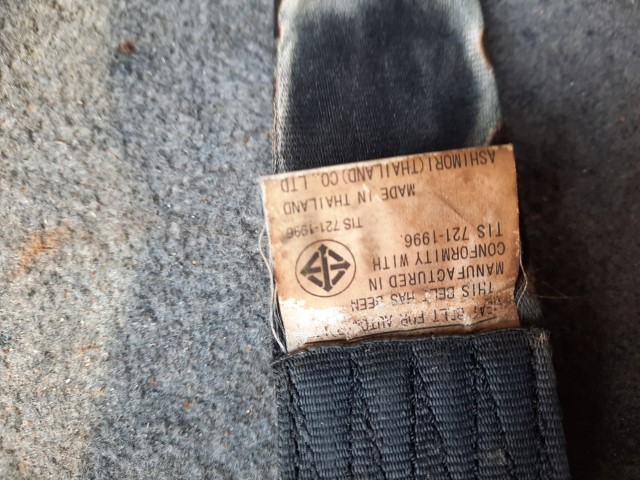 SEAT BELT FOR AUTO
THIS BELT HAS BEEN
MANUFACTURED IN
CONFORMITY WITH
TIS 721-1996.
TIS 721-1996
MADE IN THAILAND
ASHIMORI (THAILAND) CO., LTD